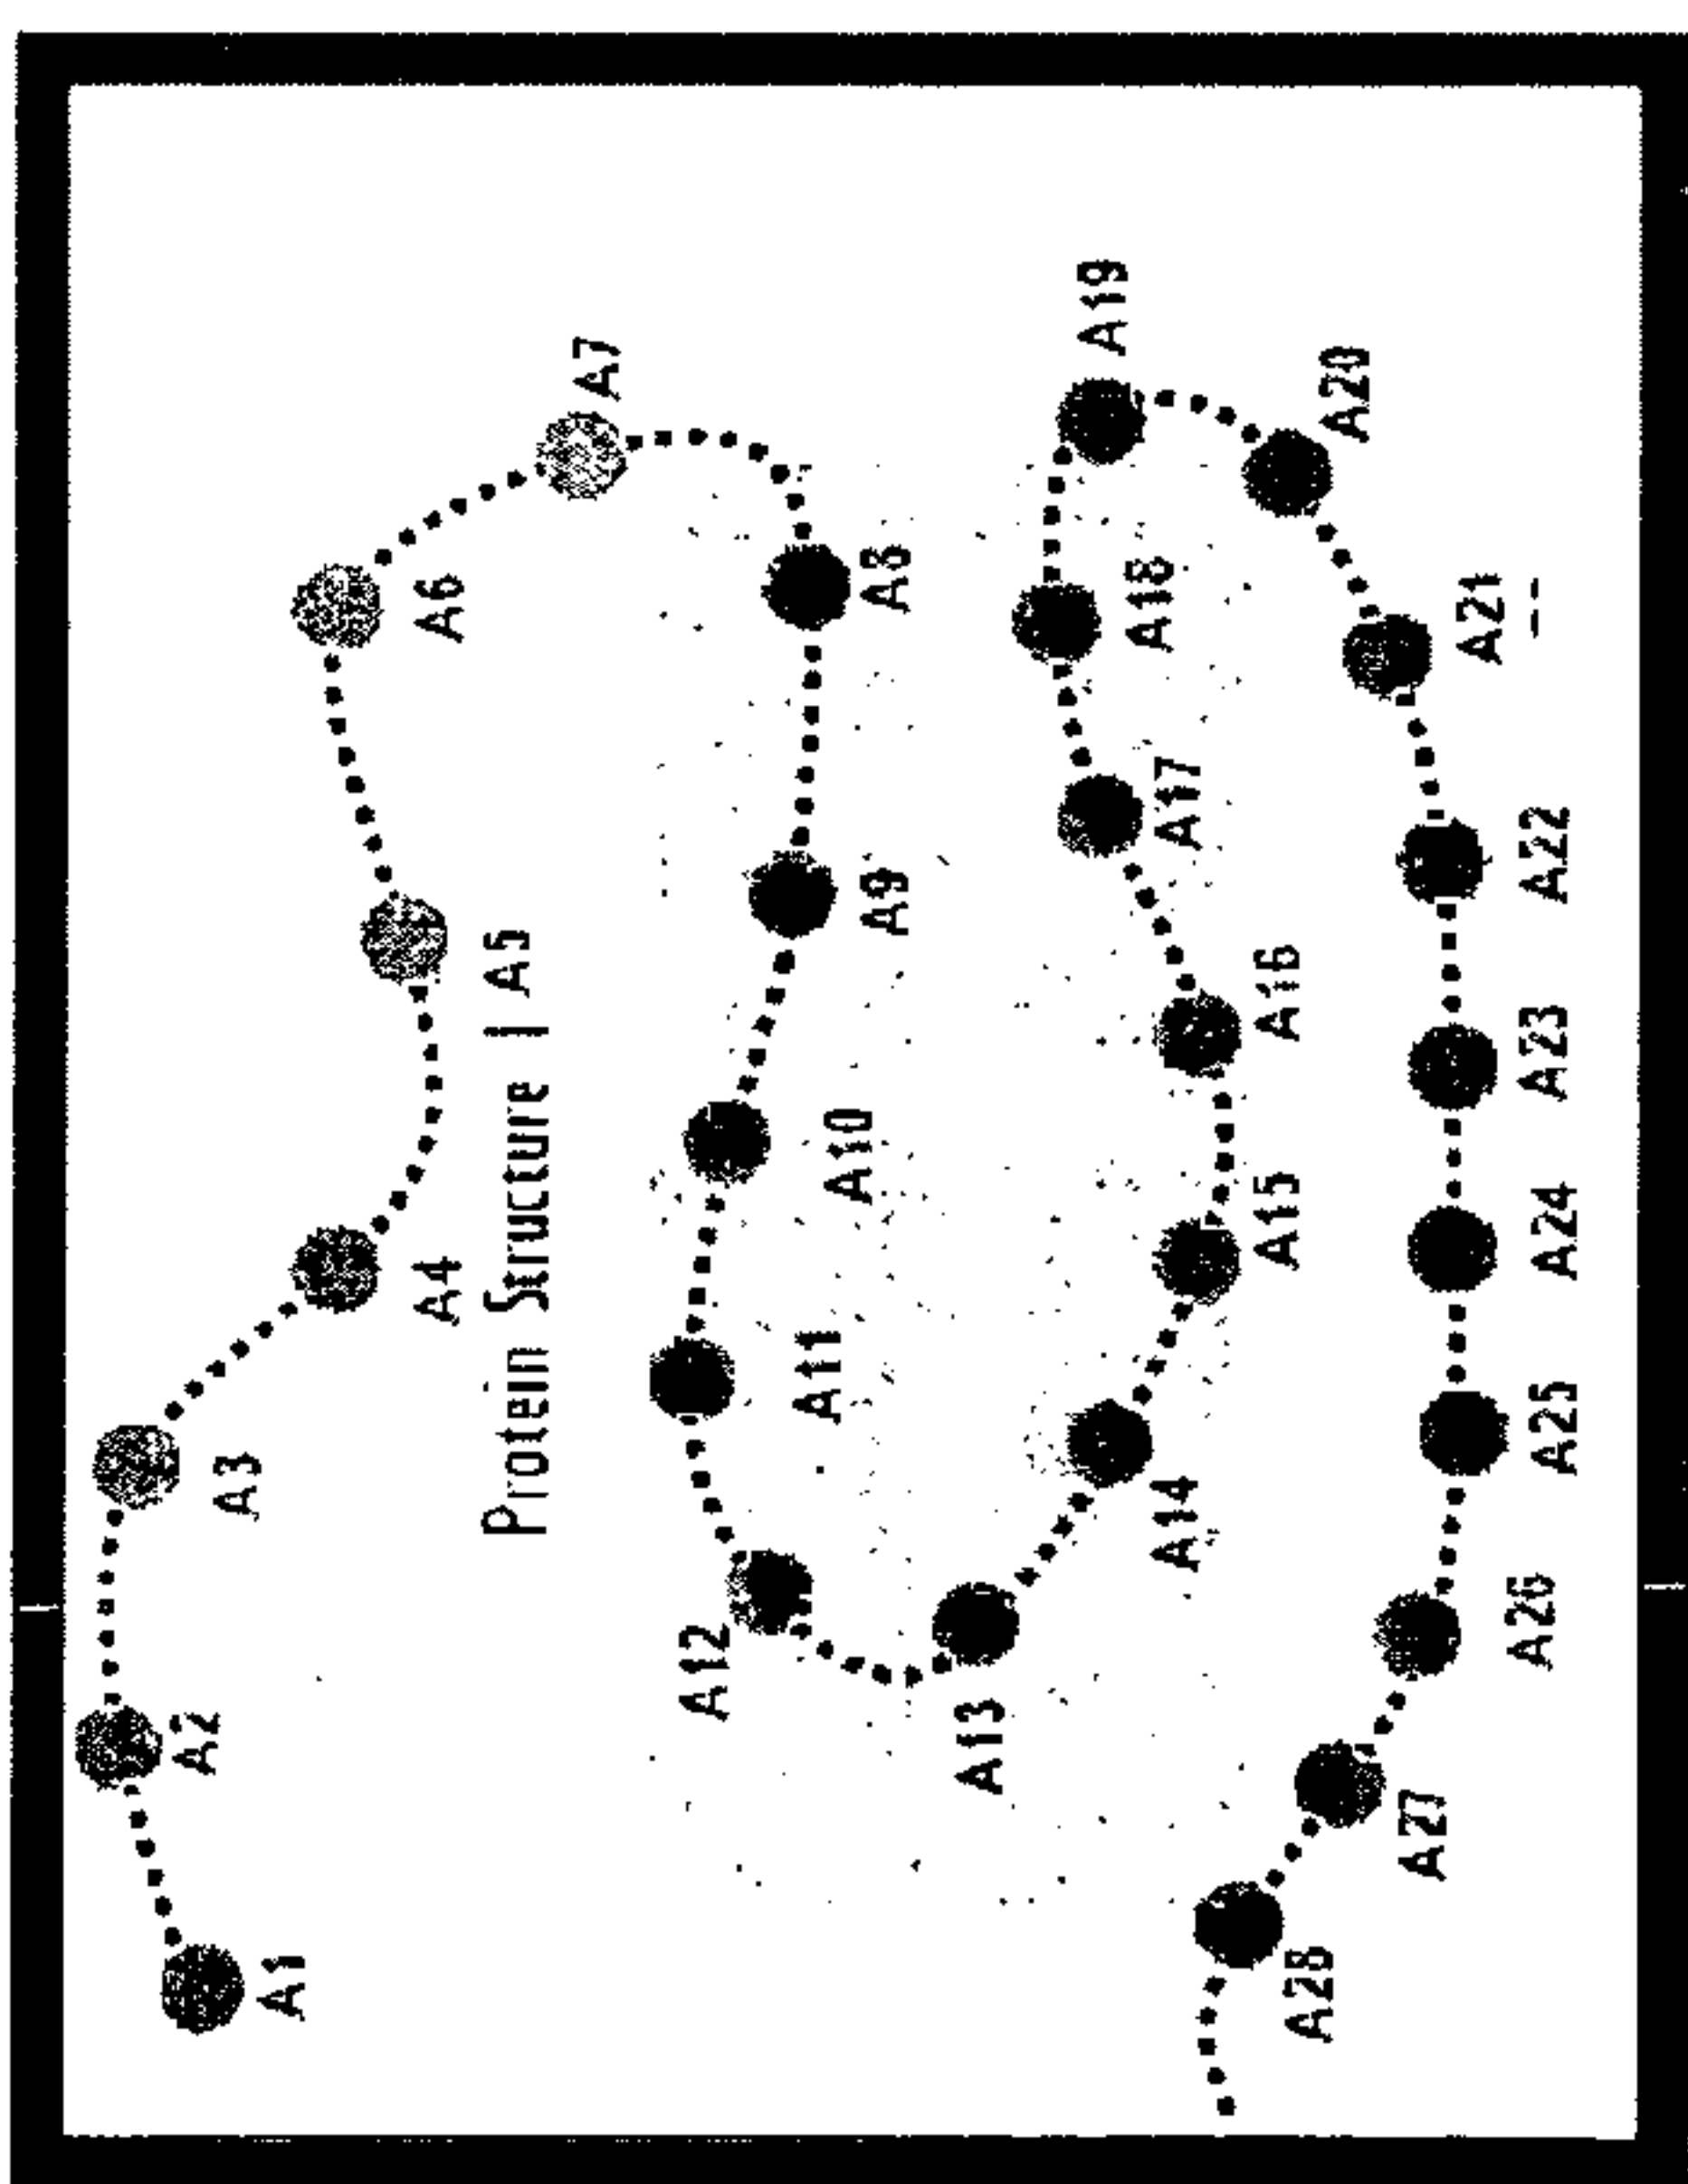 A1
A2
A3
A4
A5
A6
A7
Protein Structure I
A8
A9
A10
A11
A12
A13
A14
A15
A16
A17
A18
A19
A20
A21
A22
A23
A24
A25
A26
A27
A28